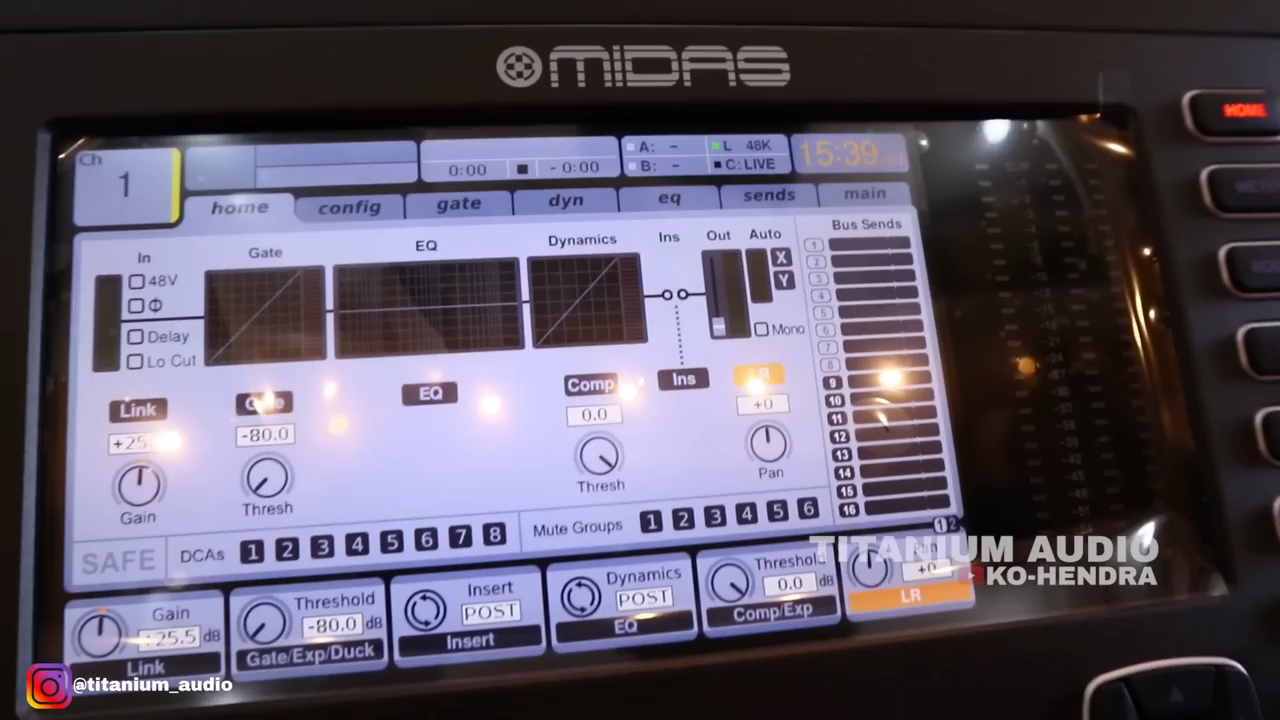 MIDAS
HOME
Ch
1
0:00 - 0:00
A: - L 48K
B: - C: LIVE
15:39
home config gate dyn eq sends main
In
Gate
EQ
Dynamics
Ins
Out
Auto
Bus Sends
48V
Φ
Delay
Lo Cut
X
Y
Mono
1
2
3
4
5
6
7
8
9
10
11
12
13
14
15
16
Link
EQ
Comp
Ins
-80.0
0.0
+0
Gain
Thresh
Thresh
Pan
SAFE DCAs 1 2 3 4 5 6 7 8 Mute Groups 1 2 3 4 5 6
Gain
25.5 dB
Link
Threshold
-80.0 dB
Gate/Exp/Duck
Insert
POST
Insert
Dynamics
POST
EQ
Threshold
0.0 dB
Comp/Exp
+0
LR
TITANIUM AUDIO
KO-HENDRA
@titanium_audio